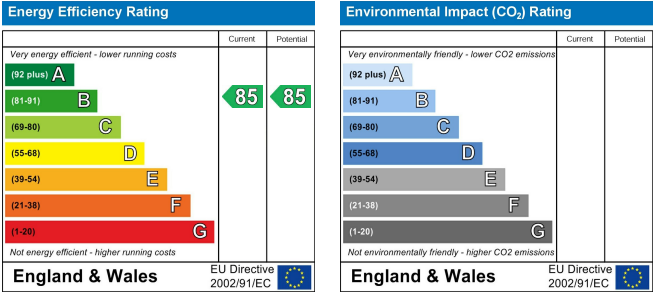 Energy Efficiency Rating
Current Potential
Very energy efficient - lower running costs
(92 plus) A
(81-91) B 85 85
(69-80) C
(55-68) D
(39-54) E
(21-38) F
(1-20) G
Not energy efficient - higher running costs
England & Wales
EU Directive
2002/91/EC
Environmental Impact (CO2) Rating
Current Potential
Very environmentally friendly - lower CO2 emissions
(92 plus) A
(81-91) B
(69-80) C
(55-68) D
(39-54) E
(21-38) F
(1-20) G
Not environmentally friendly - higher CO2 emissions
England & Wales
EU Directive
2002/91/EC